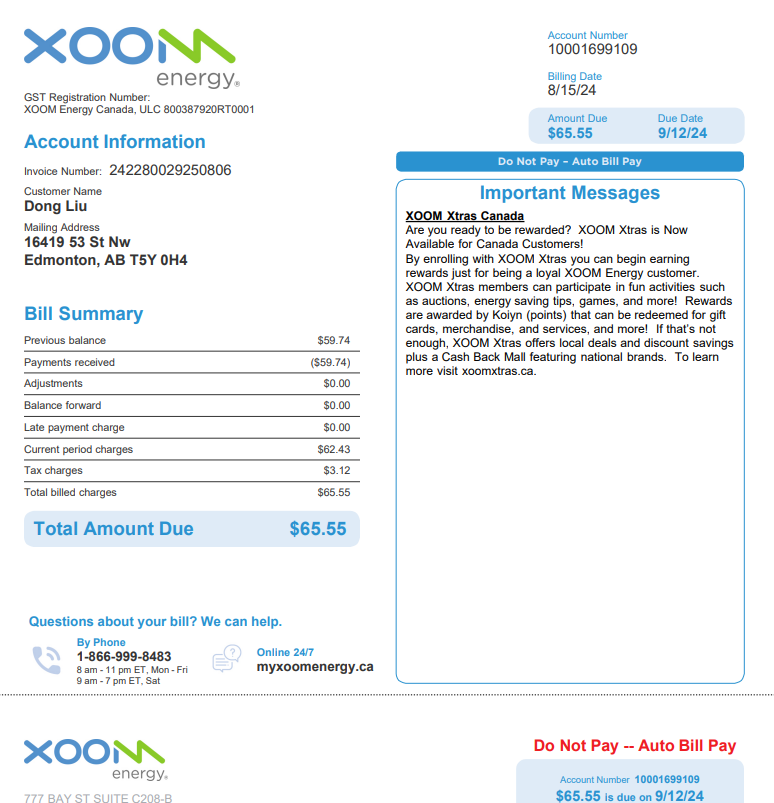 XOOM
energy®
GST Registration Number:
XOOM Energy Canada, ULC 800387920RT0001
Account Number
10001699109
Billing Date
8/15/24
Amount Due Due Date
$65.55 9/12/24
Do Not Pay – Auto Bill Pay
Account Information
Invoice Number: 242280029250806
Customer Name
Dong Liu
Mailing Address
16419 53 St Nw
Edmonton, AB T5Y 0H4
Bill Summary
Previous balance $59.74
Payments received ($59.74)
Adjustments $0.00
Balance forward $0.00
Late payment charge $0.00
Current period charges $62.43
Tax charges $3.12
Total billed charges $65.55
Total Amount Due $65.55
Important Messages
XOOM Xtras Canada
Are you ready to be rewarded? XOOM Xtras is Now
Available for Canada Customers!
By enrolling with XOOM Xtras you can begin earning
rewards just for being a loyal XOOM Energy customer.
XOOM Xtras members can participate in fun activities such
as auctions, energy saving tips, games, and more! Rewards
are awarded by Koiyn (points) that can be redeemed for gift
cards, merchandise, and services, and more! If that's not
enough, XOOM Xtras offers local deals and discount savings
plus a Cash Back Mall featuring national brands. To learn
more visit xoomxtras.ca.
Questions about your bill? We can help.
By Phone
1-866-999-8483
8 am - 11 pm ET, Mon - Fri
9 am - 7 pm ET, Sat
?
Online 24/7
myxoomenergy.ca
XOOM
energy®
777 BAY ST SUITE C208-B
Do Not Pay -- Auto Bill Pay
Account Number 10001699109
$65.55 is due on 9/12/24